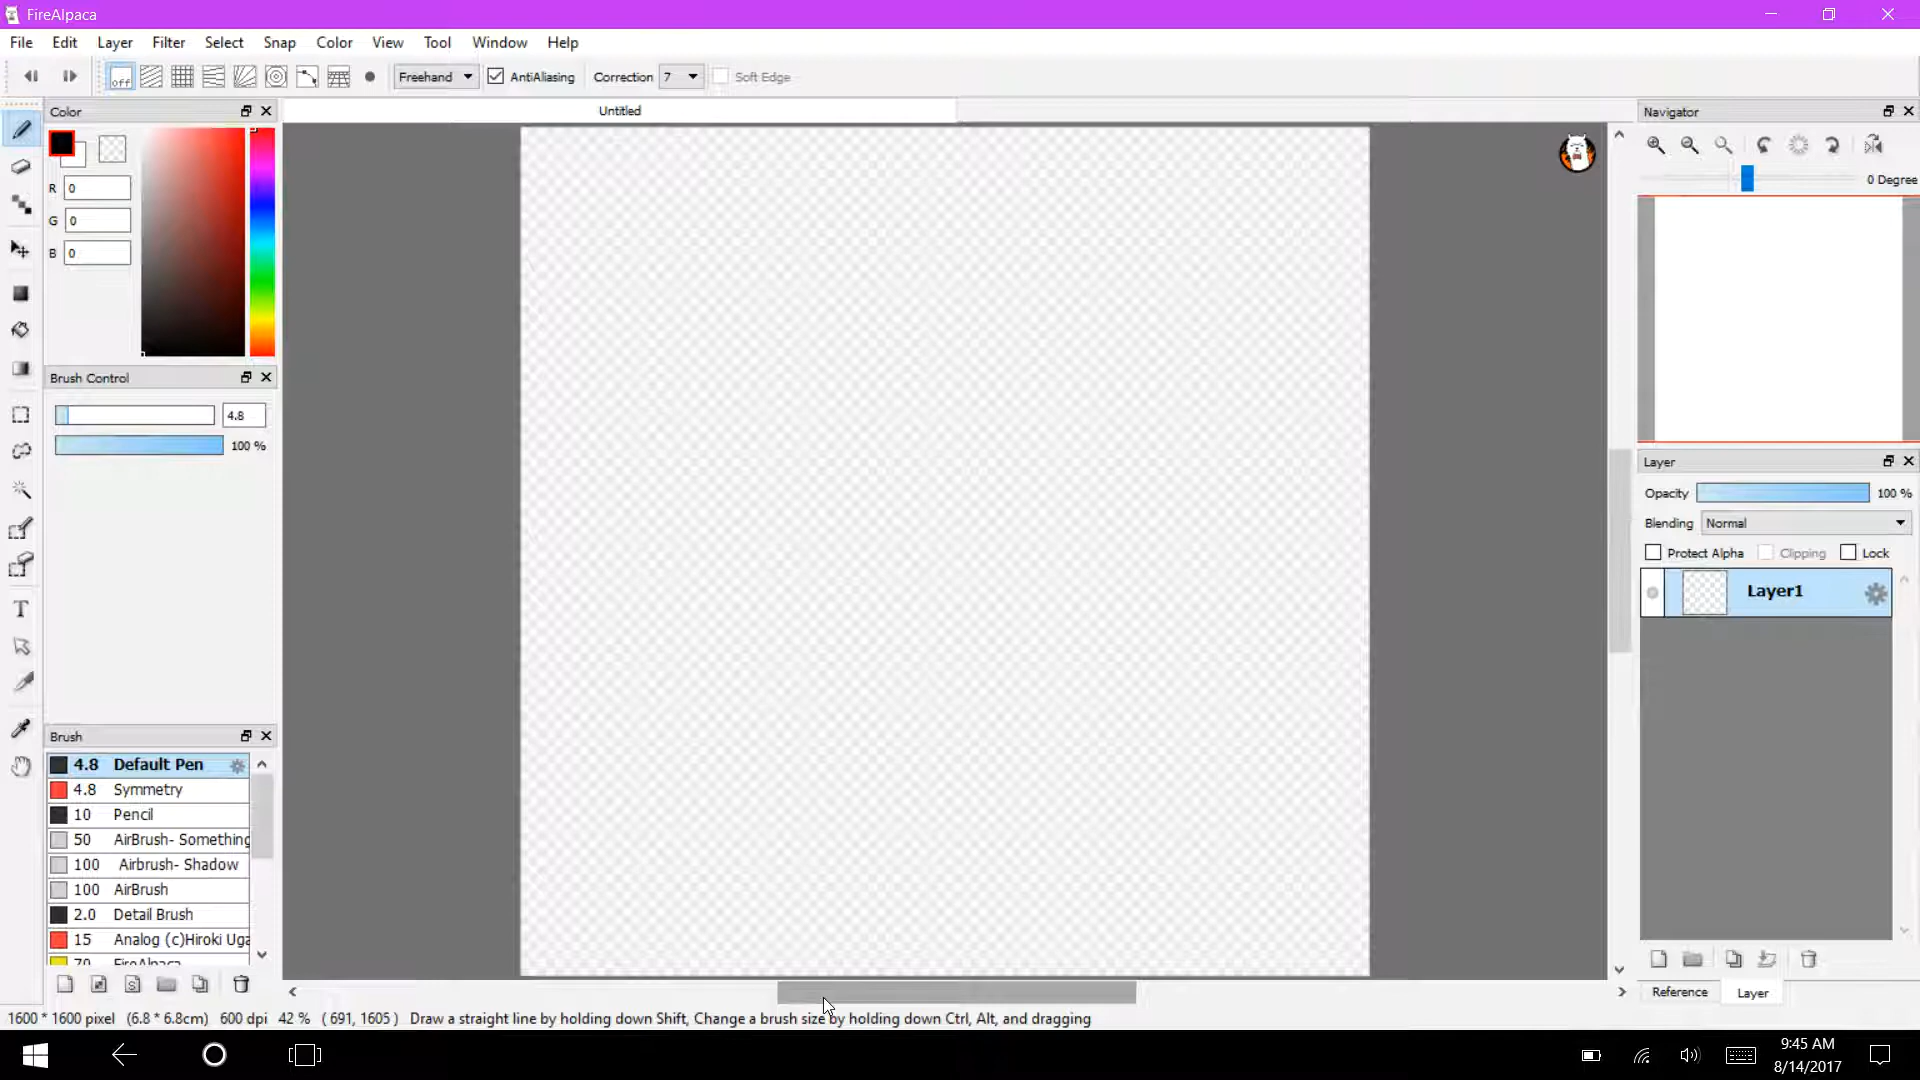 FireAlpaca
File Edit Layer Filter Select Snap Color View Tool Window Help
off Freehand AntiAliasing Correction 7 Soft Edge
Color
R 0
G 0
B 0
Brush Control
4.8
100 %
Brush
4.8 Default Pen
4.8 Symmetry
10 Pencil
50 AirBrush- Something
100 Airbrush- Shadow
100 AirBrush
2.0 Detail Brush
15 Analog (c)Hiroki Uga
70 FireAlpaca
Untitled
Navigator
0 Degree
Layer
Opacity 100 %
Blending Normal
Protect Alpha Clipping Lock
Layer1
Reference Layer
1600 * 1600 pixel (6.8 * 6.8cm) 600 dpi 42 % ( 691, 1605 ) Draw a straight line by holding down Shift, Change a brush size by holding down Ctrl, Alt, and dragging
9:45 AM
8/14/2017